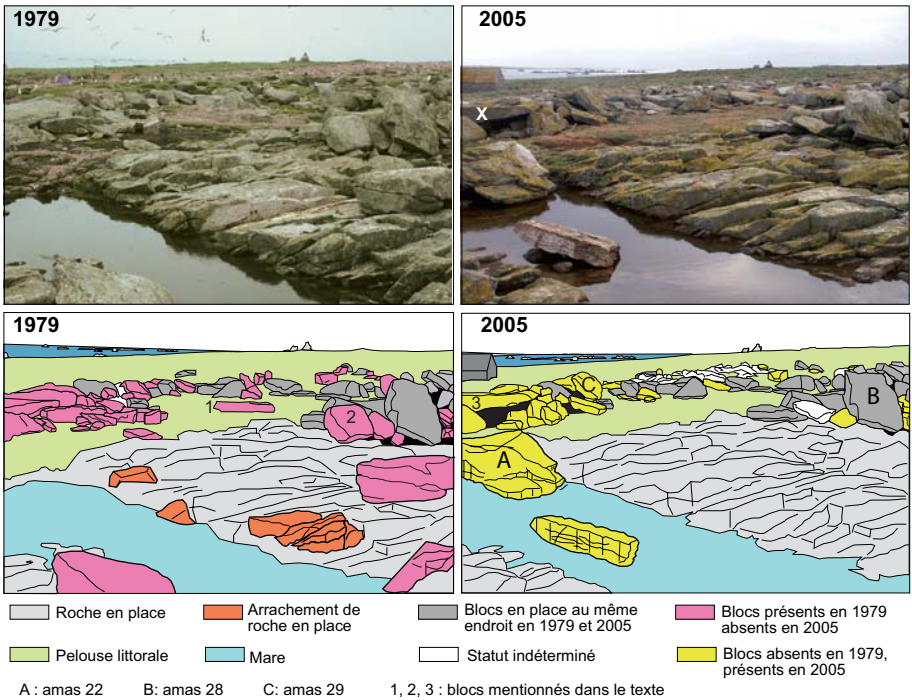 1979
2005
X
1979
2005
1
2
3
C
B
A
Roche en place
Arrachement de
roche en place
Blocs en place au même
endroit en 1979 et 2005
Blocs présents en 1979
absents en 2005
Pelouse littorale
Mare
Statut indéterminé
Blocs absents en 1979,
présents en 2005
A : amas 22 B: amas 28 C: amas 29 1, 2, 3 : blocs mentionnés dans le texte